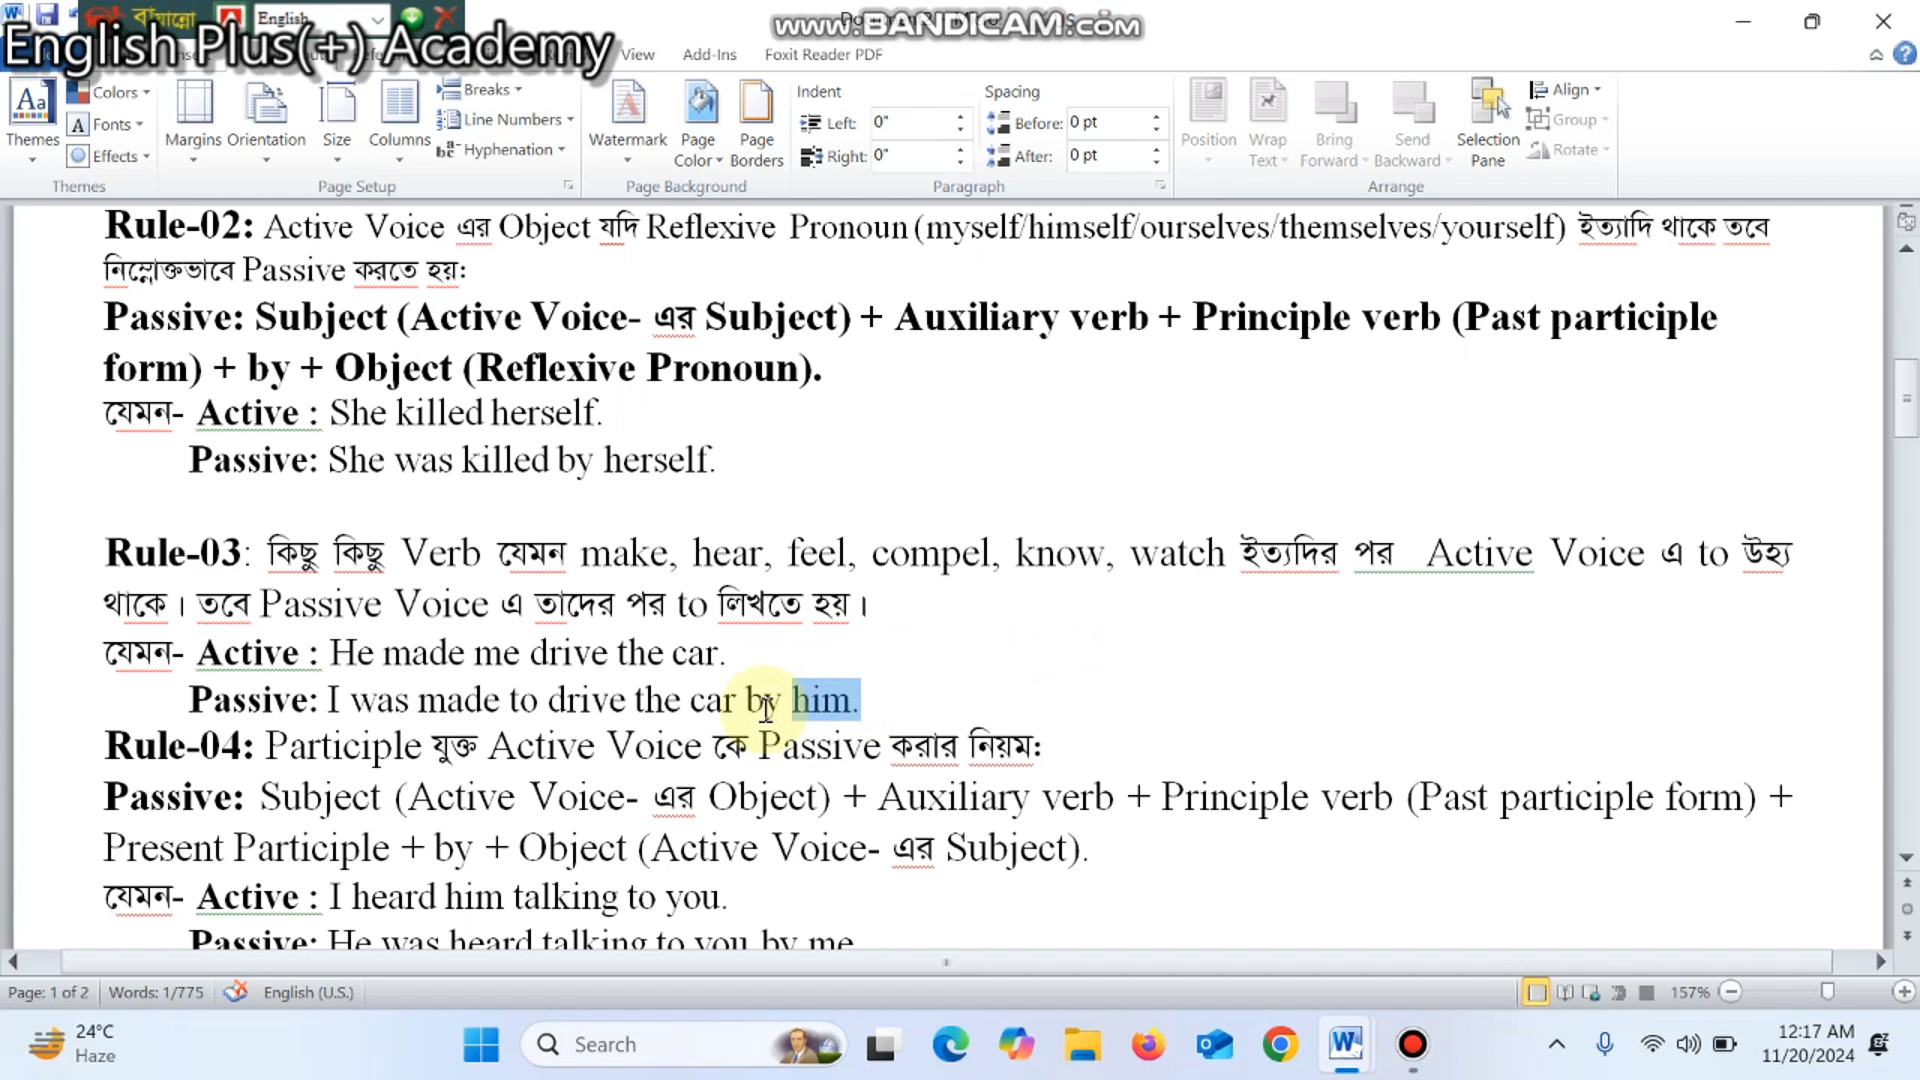 বায়ান্নো English
www.BANDICAM.com
English Plus(+) Academy
View Add-Ins Foxit Reader PDF
Themes Colors Fonts Effects
Margins Orientation Size Columns Breaks Line Numbers Hyphenation
Watermark Page Color Page Borders
Indent Left: 0" Right: 0"
Spacing Before: 0 pt After: 0 pt
Position Wrap Text Bring Forward Send Backward Selection Pane Align Group Rotate
Themes Page Setup Page Background Paragraph Arrange
Rule-02: Active Voice এর Object যদি Reflexive Pronoun (myself/himself/ourselves/themselves/yourself) ইত্যাদি থাকে তবে
নিম্নোক্তভাবে Passive করতে হয়ঃ
Passive: Subject (Active Voice- এর Subject) + Auxiliary verb + Principle verb (Past participle
form) + by + Object (Reflexive Pronoun).
যেমন- Active : She killed herself.
Passive: She was killed by herself.
Rule-03: কিছু কিছু Verb যেমন make, hear, feel, compel, know, watch ইত্যদির পর Active Voice এ to উহ্য
থাকে। তবে Passive Voice এ তাদের পর to লিখতে হয়।
যেমন- Active : He made me drive the car.
Passive: I was made to drive the car by him.
Rule-04: Participle যুক্ত Active Voice কে Passive করার নিয়মঃ
Passive: Subject (Active Voice- এর Object) + Auxiliary verb + Principle verb (Past participle form) +
Present Participle + by + Object (Active Voice- এর Subject).
যেমন- Active : I heard him talking to you.
Passive: He was heard talking to you by me.
Page: 1 of 2 Words: 1/775 English (U.S.) 157%
24°C
Haze
Search
12:17 AM
11/20/2024